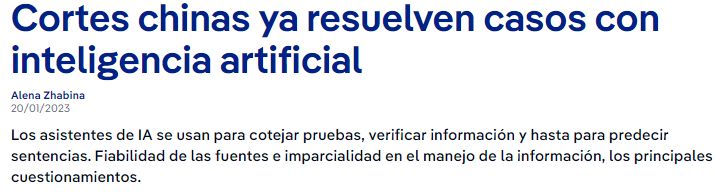 Cortes chinas ya resuelven casos con
inteligencia artificial
Alena Zhabina
20/01/2023
Los asistentes de IA se usan para cotejar pruebas, verificar información y hasta para predecir
sentencias. Fiabilidad de las fuentes e imparcialidad en el manejo de la información, los principales
cuestionamientos.